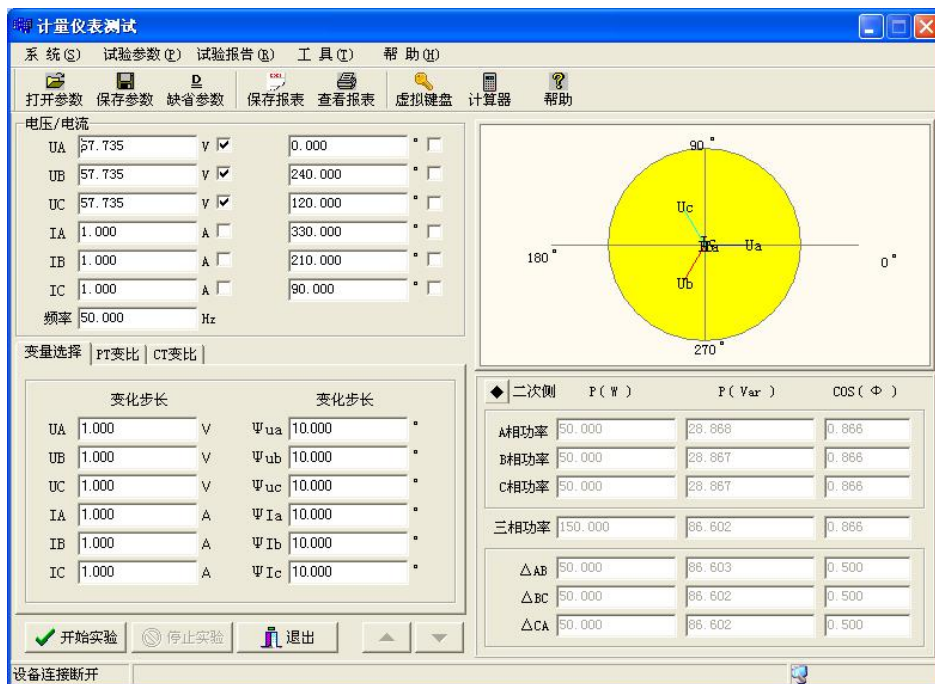 计量仪表测试
系 统(S) 试验参数(P) 试验报告(R) 工 具(T) 帮 助(H)
打开参数 保存参数 缺省参数 保存报表 查看报表 虚拟键盘 计算器 帮助
电压/电流
UA 57.735 V 0.000 °
UB 57.735 V 240.000 °
UC 57.735 V 120.000 °
IA 1.000 A 330.000 °
IB 1.000 A 210.000 °
IC 1.000 A 90.000 °
频率 50.000 Hz
90°
Uc
180° Ua 0°
Ub
270°
变量选择 PT变比 CT变比
变化步长 变化步长
UA 1.000 V Ψua 10.000 °
UB 1.000 V Ψub 10.000 °
UC 1.000 V Ψuc 10.000 °
IA 1.000 A ΨIa 10.000 °
IB 1.000 A ΨIb 10.000 °
IC 1.000 A ΨIc 10.000 °
二次侧 P( W ) P( Var ) COS( Φ )
A相功率 50.000 28.868 0.866
B相功率 50.000 28.867 0.866
C相功率 50.000 28.867 0.866
三相功率 150.000 86.602 0.866
△AB 50.000 86.603 0.500
△BC 50.000 86.602 0.500
△CA 50.000 86.602 0.500
开始实验 停止实验 退出
设备连接断开